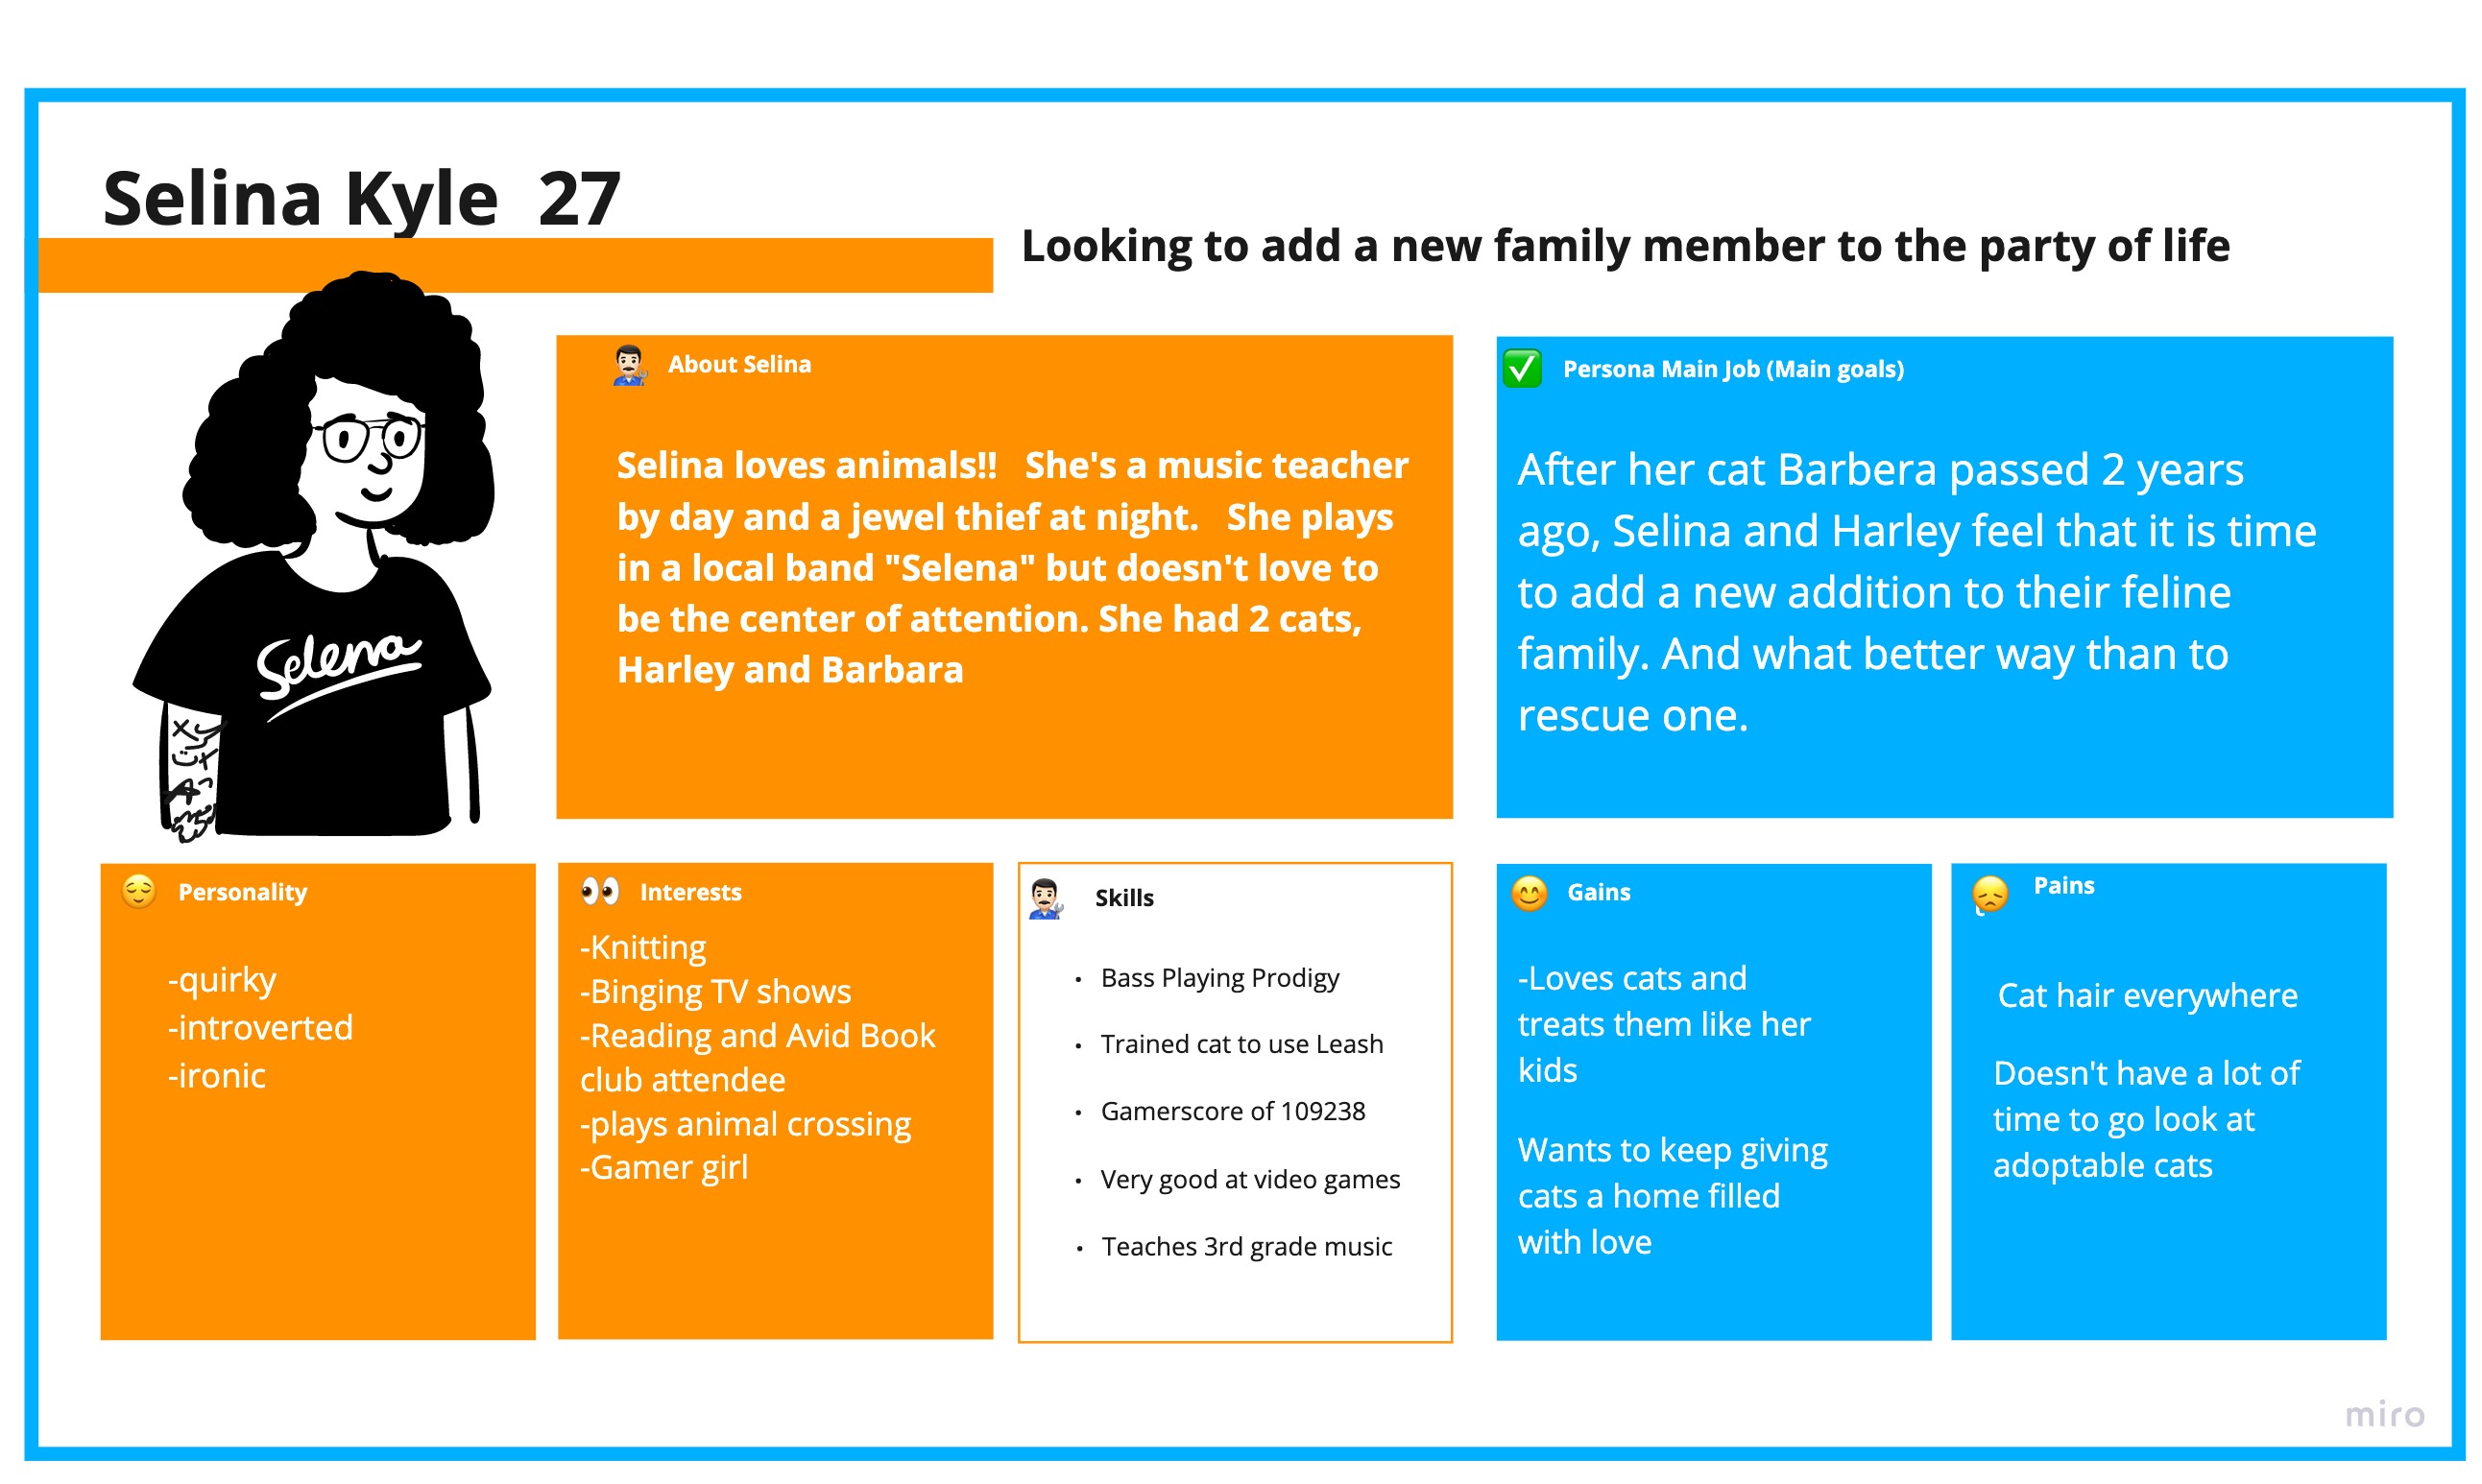 Selina Kyle  27
Looking to add a new family member to the party of life
About Selina
Selina loves animals!!   She's a music teacher
by day and a jewel thief at night.   She plays
in a local band "Selena" but doesn't love to
be the center of attention. She had 2 cats,
Harley and Barbara
Persona Main Job (Main goals)
After her cat Barbera passed 2 years
ago, Selina and Harley feel that it is time
to add a new addition to their feline
family. And what better way than to
rescue one.
Selena
Personality
-quirky
-introverted
-ironic
Interests
-Knitting
-Binging TV shows
-Reading and Avid Book
club attendee
-plays animal crossing
-Gamer girl
Skills
• Bass Playing Prodigy
• Trained cat to use Leash
• Gamerscore of 109238
• Very good at video games
• Teaches 3rd grade music
Gains
-Loves cats and
treats them like her
kids
Wants to keep giving
cats a home filled
with love
Pains
Cat hair everywhere
Doesn't have a lot of
time to go look at
adoptable cats
miro